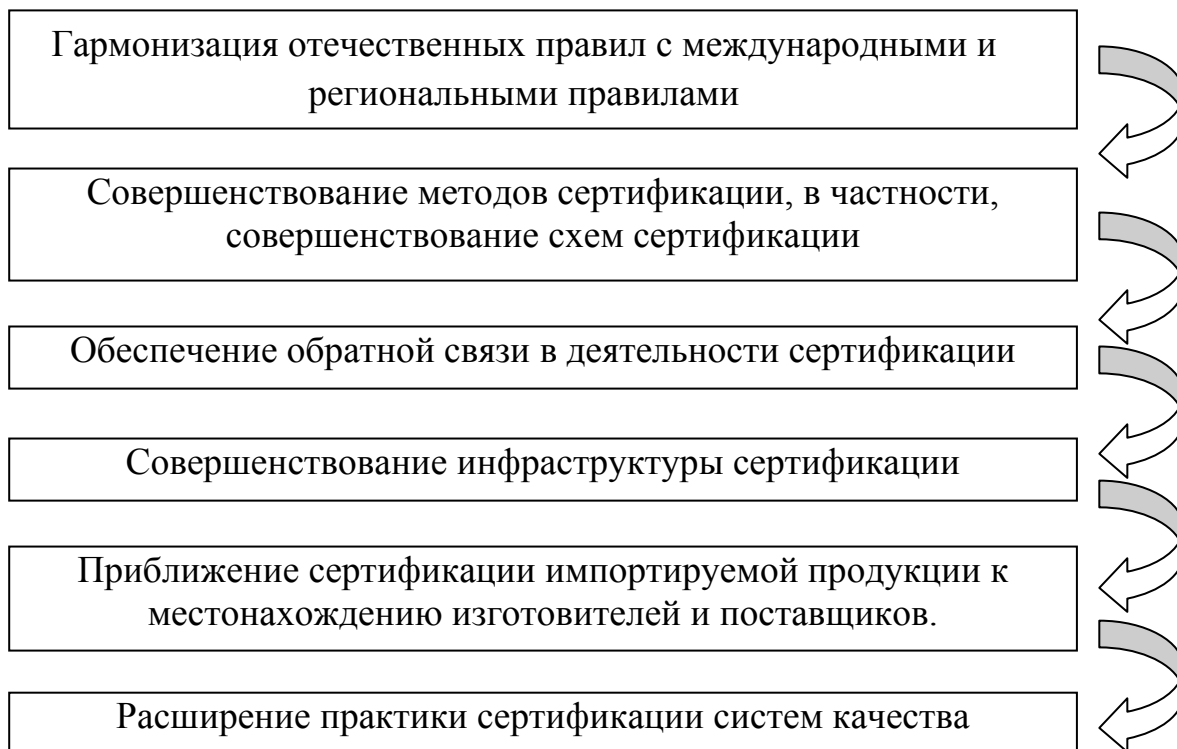 Гармонизация отечественных правил с международными и
региональными правилами
Совершенствование методов сертификации, в частности,
совершенствование схем сертификации
Обеспечение обратной связи в деятельности сертификации
Совершенствование инфраструктуры сертификации
Приближение сертификации импортируемой продукции к
местонахождению изготовителей и поставщиков.
Расширение практики сертификации систем качества